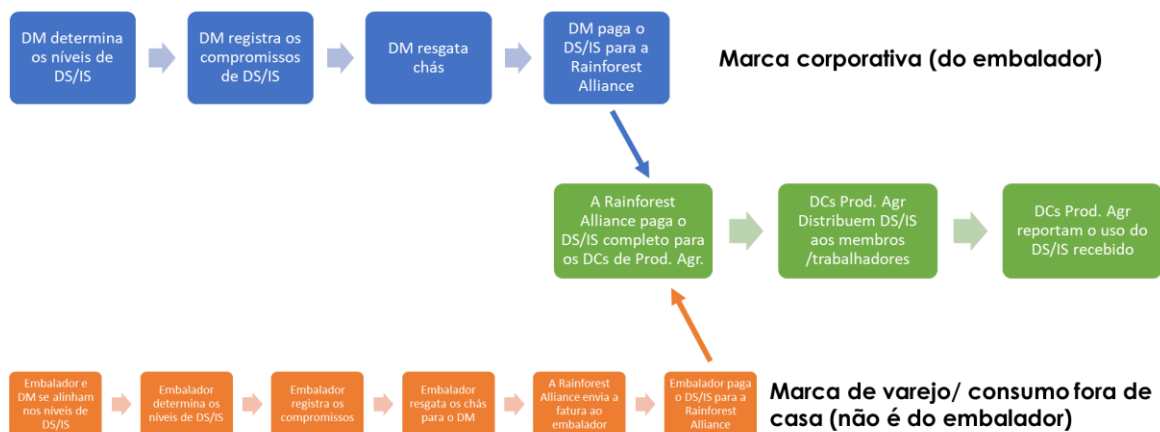 DM determina
os níveis de
DS/IS
DM registra os
compromissos
de DS/IS
DM resgata
chás
DM paga o
DS/IS para a
Rainforest
Alliance
Marca corporativa (do embalador)
A Rainforest
Alliance paga o
DS/IS completo para
os DCs de Prod. Agr.
DCs Prod. Agr
Distribuem DS/IS
aos membros
/trabalhadores
DCs Prod. Agr
reportam o uso do
DS/IS recebido
Embalador e
DM se alinham
nos níveis de
DS/IS
Embalador
determina os
níveis de DS/IS
Embalador
registra os
compromissos
Embalador
resgata os chás
para o DM
A Rainforest
Alliance envia a
fatura ao
embalador
Embalador paga
o DS/IS para a
Rainforest
Alliance
Marca de varejo/ consumo fora de
casa (não é do embalador)